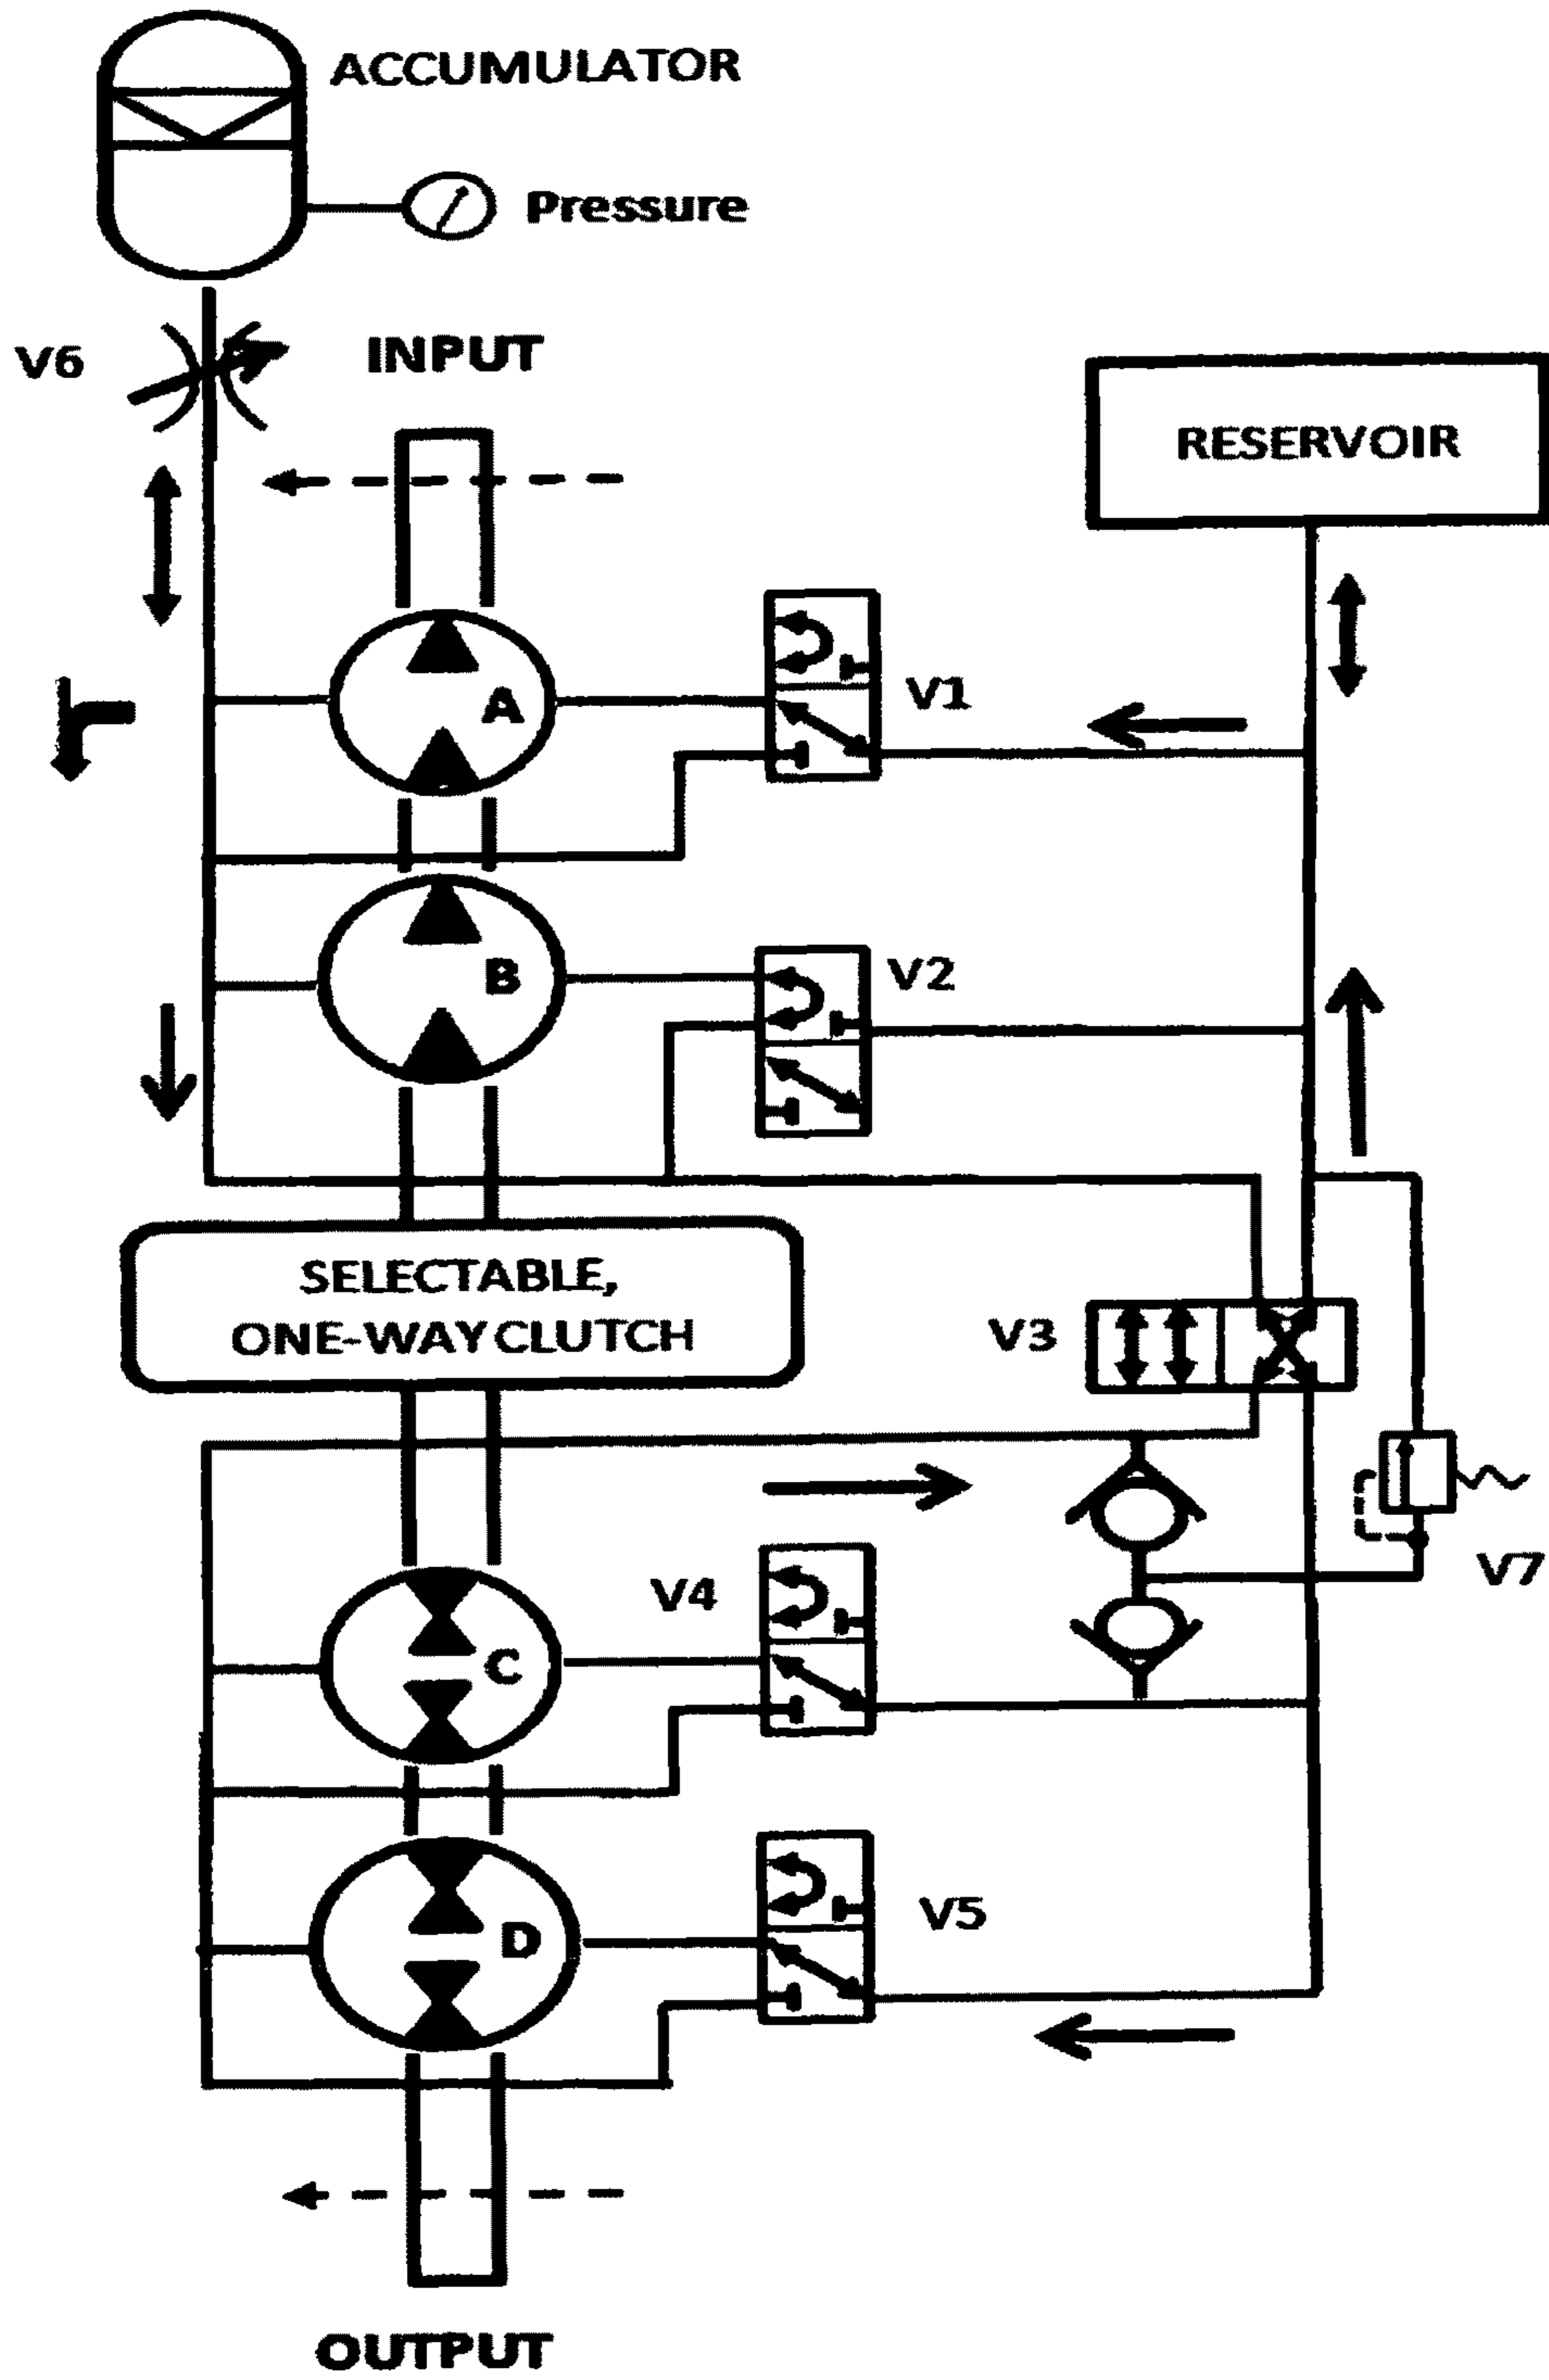 ACCUMULATOR
Pressure
V6
INPUT
RESERVOIR
A
V1
B
V2
SELECTABLE,
ONE-WAY CLUTCH
V3
V4
C
V7
D
V5
OUTPUT